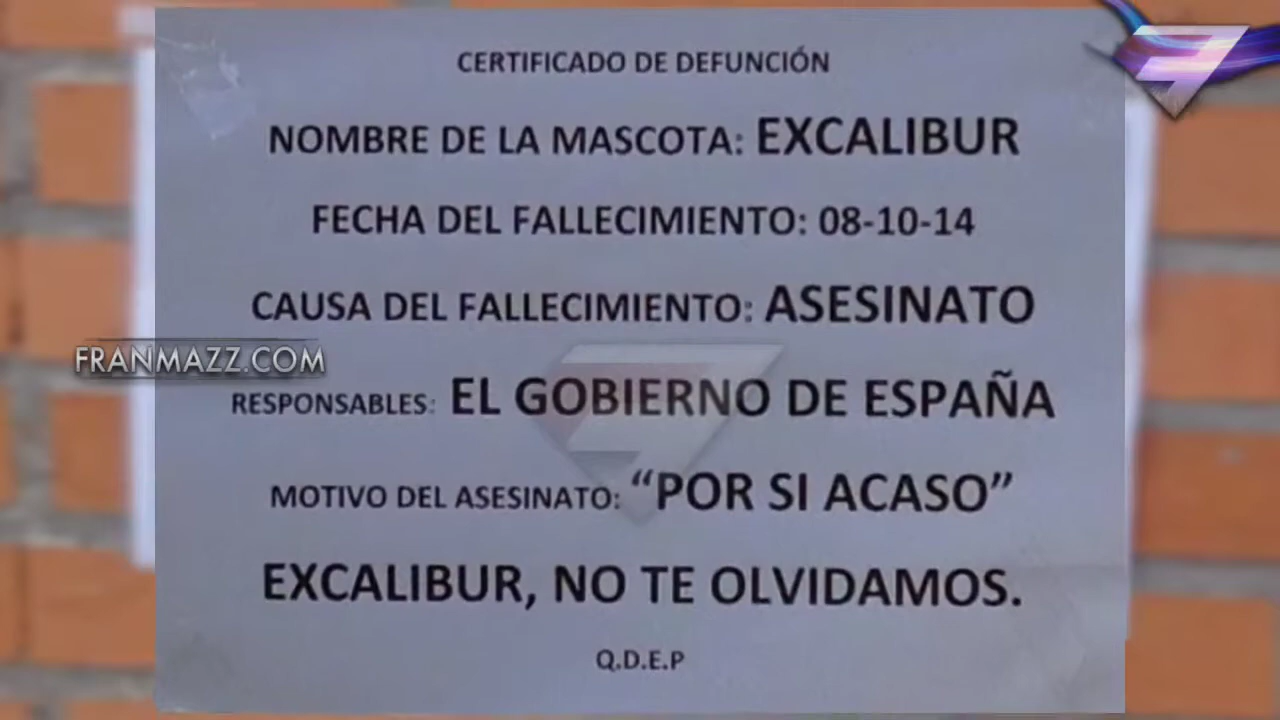 CERTIFICADO DE DEFUNCIÓN
NOMBRE DE LA MASCOTA: EXCALIBUR
FECHA DEL FALLECIMIENTO: 08-10-14
CAUSA DEL FALLECIMIENTO: ASESINATO
FRANMAZZ.COM
RESPONSABLES: EL GOBIERNO DE ESPAÑA
MOTIVO DEL ASESINATO: “POR SI ACASO”
EXCALIBUR, NO TE OLVIDAMOS.
Q.D.E.P